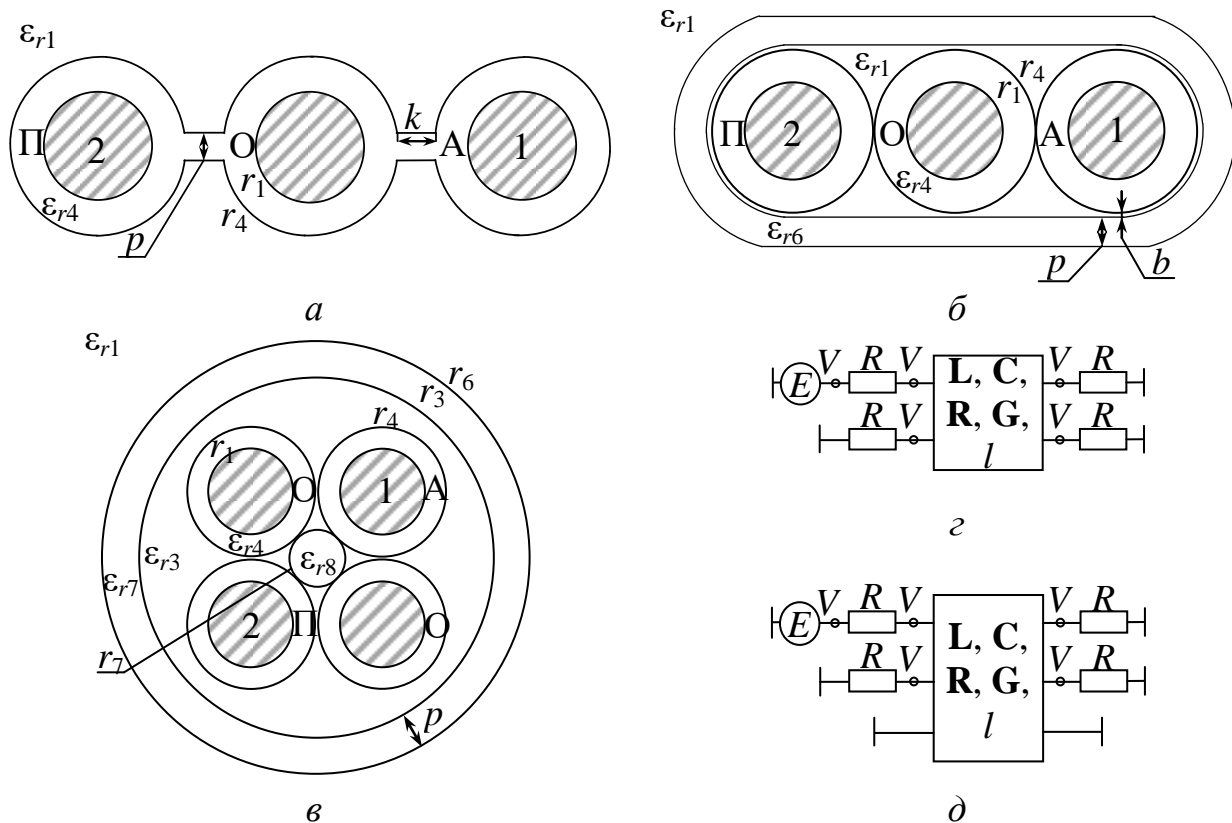 εr1
П
2
О
А
1
k
r1
r4
εr4
p
а
εr1
εr1
П
2
О
r1
r4
А
1
εr4
εr6
p
b
б
εr1
r6
r3
r4
r1
О
1
А
εr4
εr3
εr8
εr7
2
П
О
r7
p
в
E
V
R
V
L, C,
R, G,
l
V
R
R
V
V
R
г
E
V
R
V
L, C,
R, G,
l
V
R
R
V
V
R
д